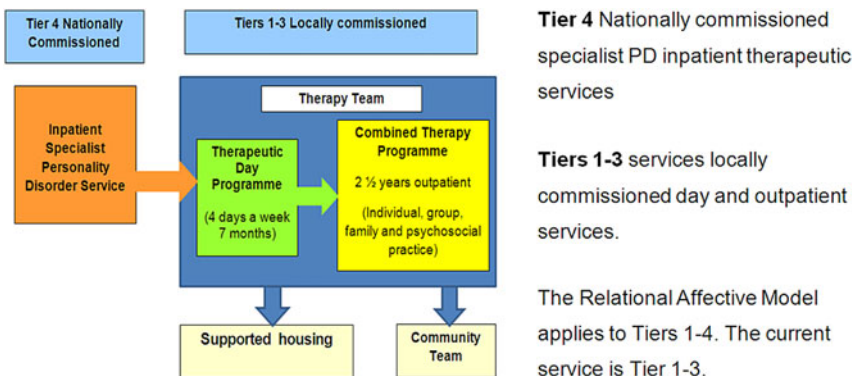 Tier 4 Nationally
Commissioned
Tiers 1-3 Locally commissioned
Therapy Team
Inpatient
Specialist
Personality
Disorder Service
Therapeutic
Day
Programme
(4 days a week
7 months)
Combined Therapy
Programme
2 ½ years outpatient
(Individual, group,
family and psychosocial
practice)
Supported housing
Community
Team
Tier 4 Nationally commissioned
specialist PD inpatient therapeutic
services
Tiers 1-3 services locally
commissioned day and outpatient
services.
The Relational Affective Model
applies to Tiers 1-4. The current
service is Tier 1-3.